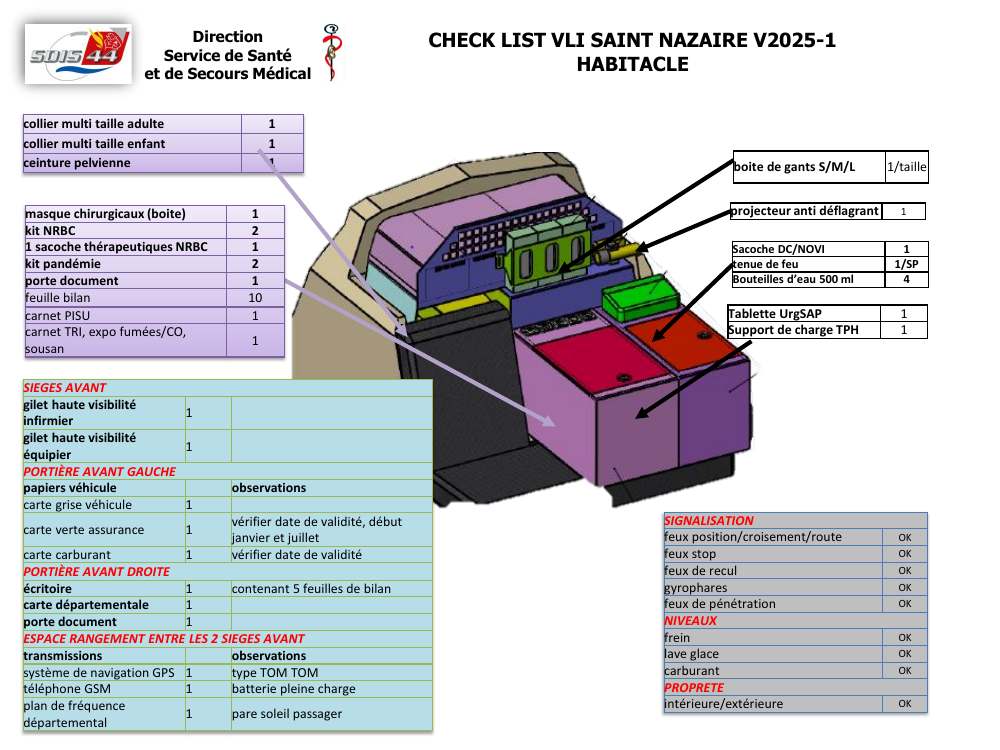 SDIS 44
Direction
Service de Santé
et de Secours Médical
CHECK LIST VLI SAINT NAZAIRE V2025-1
HABITACLE
collier multi taille adulte 1
collier multi taille enfant 1
ceinture pelvienne 1
masque chirurgicaux (boite) 1
kit NRBC 2
1 sacoche thérapeutiques NRBC 1
kit pandémie 2
porte document 1
feuille bilan 10
carnet PISU 1
carnet TRI, expo fumées/CO,
sousan 1
boite de gants S/M/L 1/taille
projecteur anti déflagrant 1
Sacoche DC/NOVI 1
tenue de feu 1/SP
Bouteilles d'eau 500 ml 4
Tablette UrgSAP 1
Support de charge TPH 1
SIEGES AVANT
gilet haute visibilité
infirmier 1
gilet haute visibilité
équipier 1
PORTIÈRE AVANT GAUCHE
papiers véhicule observations
carte grise véhicule 1
carte verte assurance 1 vérifier date de validité, début
janvier et juillet
carte carburant 1 vérifier date de validité
PORTIÈRE AVANT DROITE
écritoire 1 contenant 5 feuilles de bilan
carte départementale 1
porte document 1
ESPACE RANGEMENT ENTRE LES 2 SIEGES AVANT
transmissions observations
système de navigation GPS 1 type TOM TOM
téléphone GSM 1 batterie pleine charge
plan de fréquence
départemental 1 pare soleil passager
SIGNALISATION
feux position/croisement/route OK
feux stop OK
feux de recul OK
gyrophares OK
feux de pénétration OK
NIVEAUX
frein OK
lave glace OK
carburant OK
PROPRETE
intérieure/extérieure OK